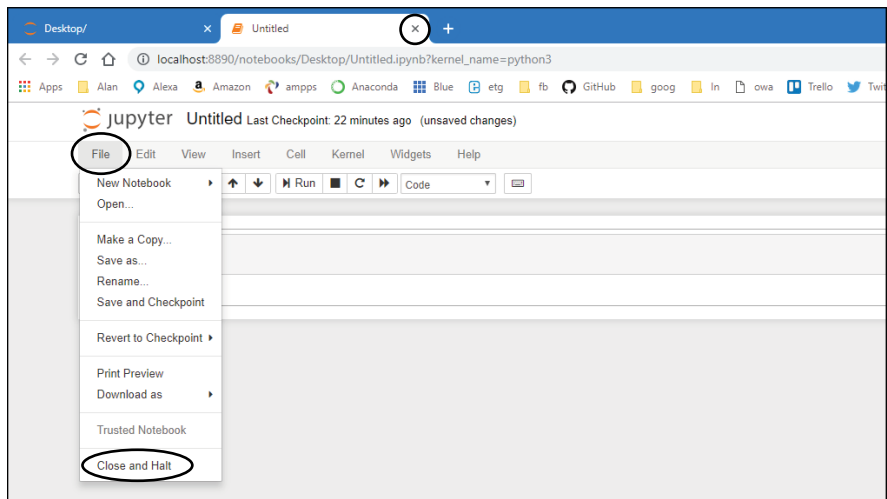 Desktop/ × Untitled × +
localhost:8890/notebooks/Desktop/Untitled.ipynb?kernel_name=python3
Apps Alan Alexa Amazon ampps Anaconda Blue etg fb GitHub goog In owa Trello Twit
jupyter Untitled Last Checkpoint: 22 minutes ago (unsaved changes)
File Edit View Insert Cell Kernel Widgets Help
New Notebook Run Code
Open...
Make a Copy...
Save as...
Rename...
Save and Checkpoint
Revert to Checkpoint
Print Preview
Download as
Trusted Notebook
Close and Halt